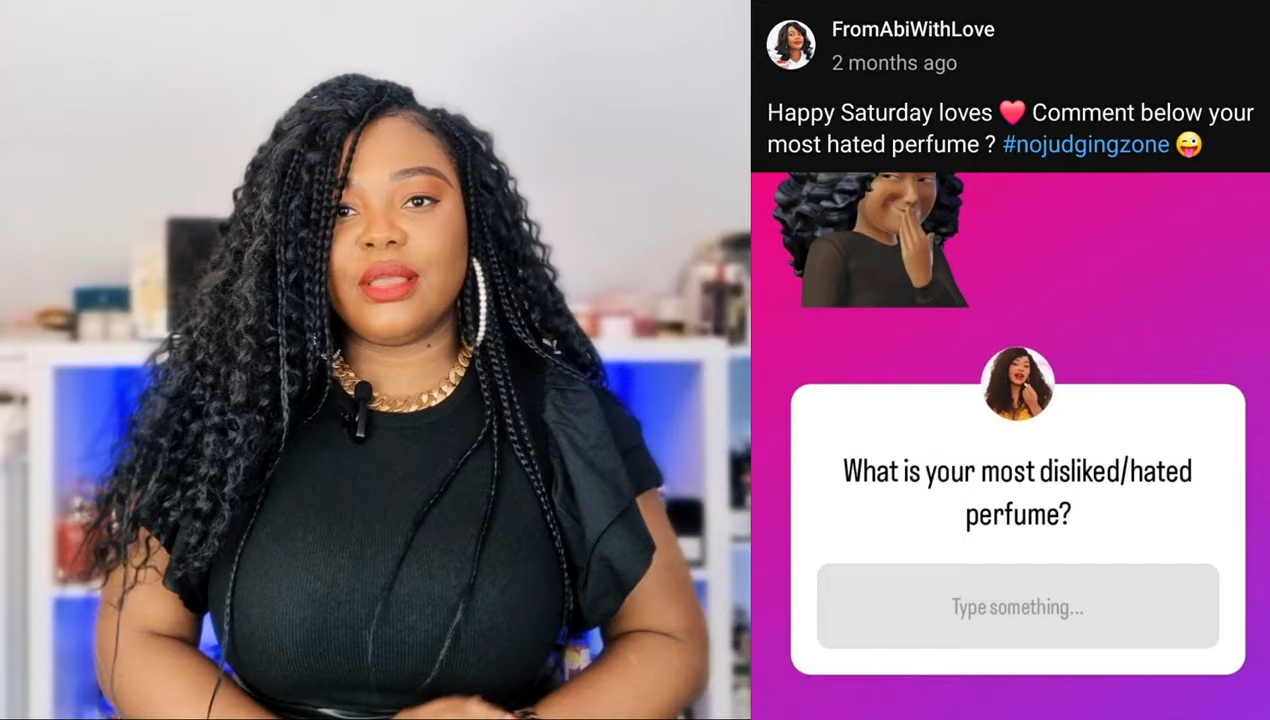 FromAbiWithLove
2 months ago
Happy Saturday loves ❤️ Comment below your
most hated perfume ? #nojudgingzone 😜
What is your most disliked/hated
perfume?
Type something...